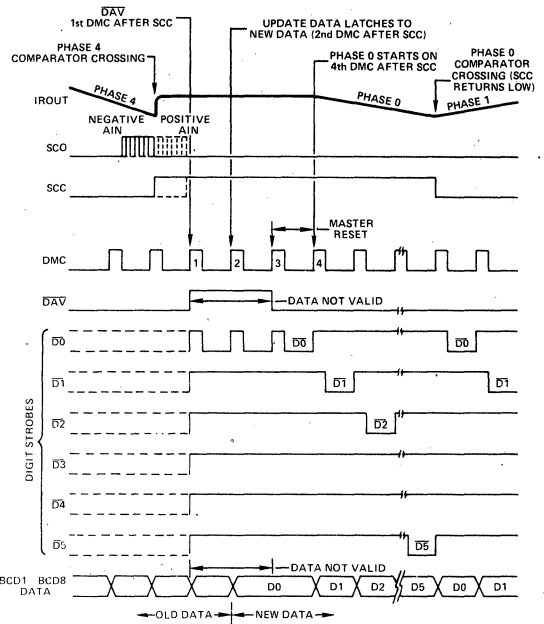 DAV
1st DMC AFTER SCC
UPDATE DATA LATCHES TO
NEW DATA (2nd DMC AFTER SCC)
PHASE 4
COMPARATOR CROSSING
PHASE 0 STARTS ON
4th DMC AFTER SCC
PHASE 0
COMPARATOR
CROSSING (SCC
RETURNS LOW)
IROUT
PHASE 4
PHASE 0
PHASE 1
NEGATIVE
AIN
POSITIVE
AIN
SCO
SCC
MASTER
RESET
DMC
1
2
3
4
DAV
DATA NOT VALID
DIGIT STROBES
D0
D0
D0
D1
D1
D1
D2
D2
D3
D4
D5
D5
DATA NOT VALID
BCD1 BCD8
DATA
D0
D1
D2
D5
D0
D1
OLD DATA
NEW DATA